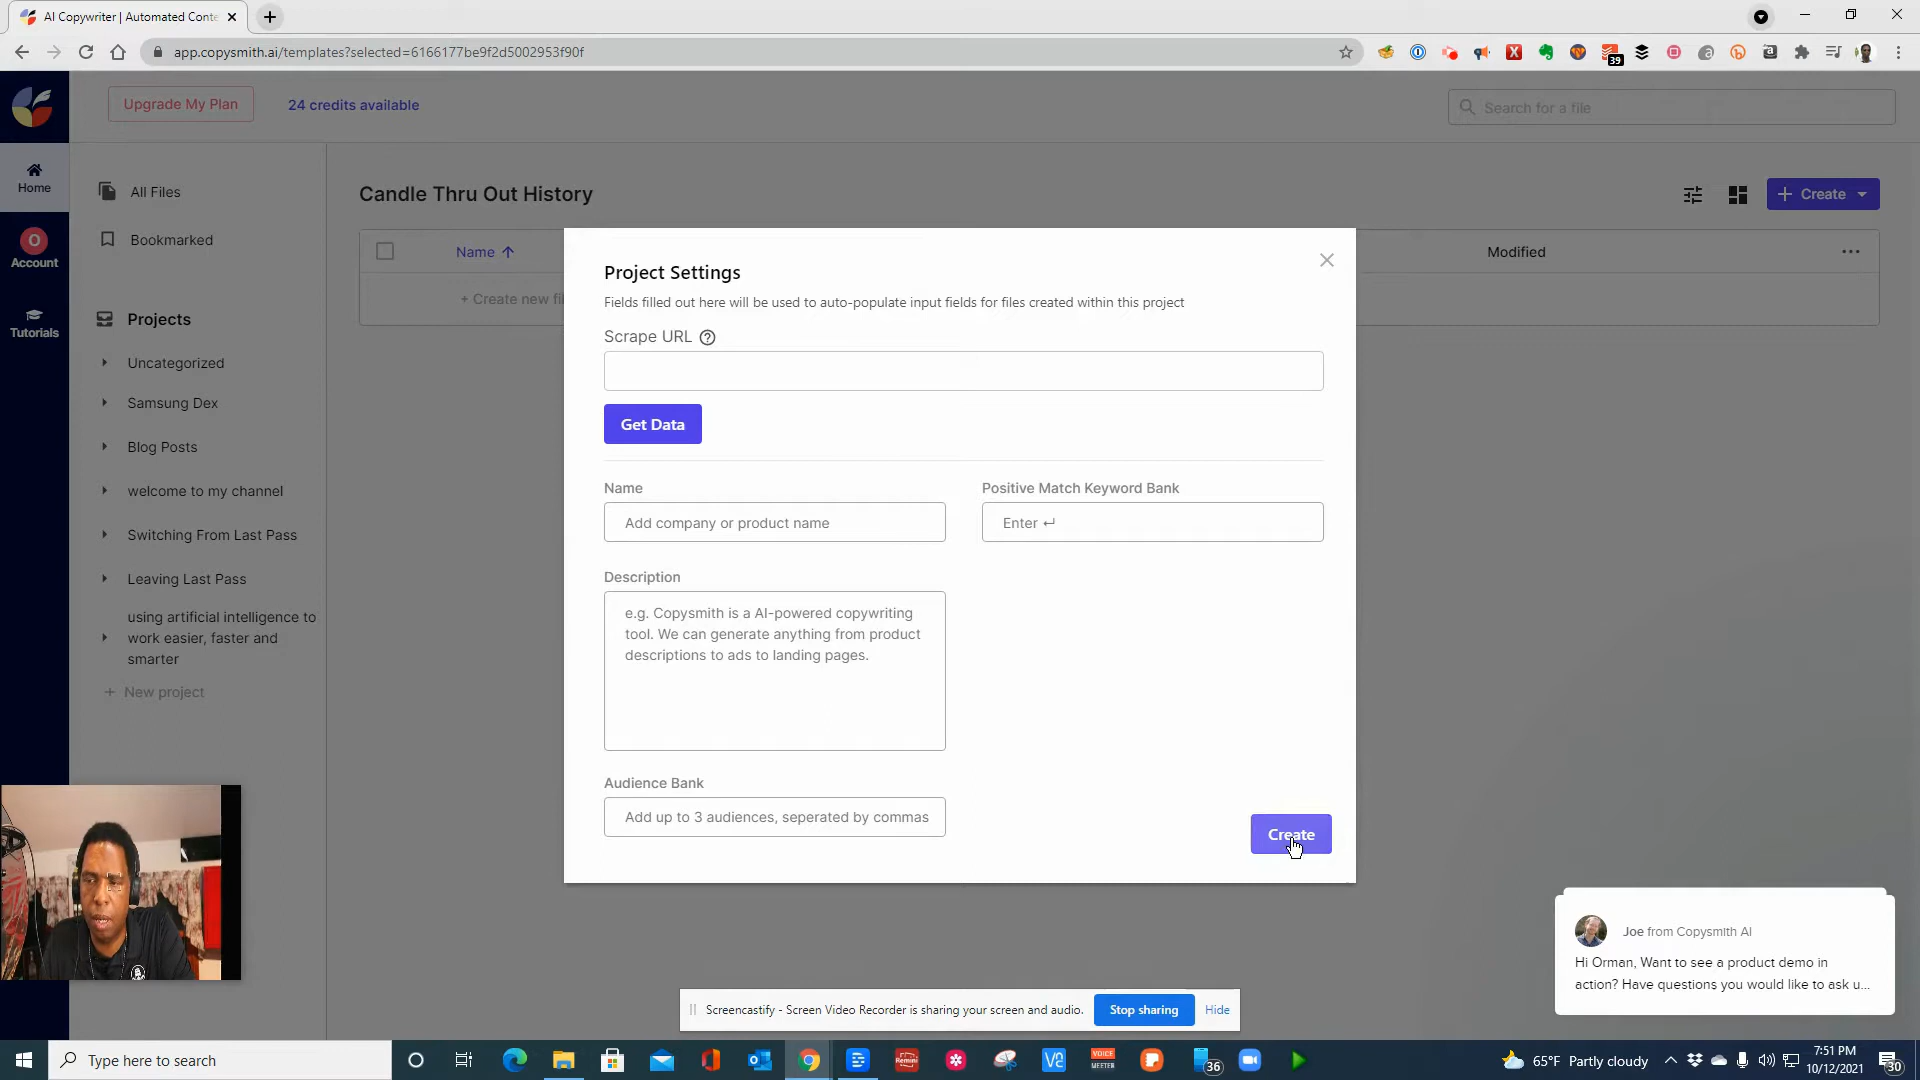 AI Copywriter | Automated Conte
app.copysmith.ai/templates?selected=6166177be9f2d5002953f90f
39
Upgrade My Plan
24 credits available
Search for a file
Home
O
Account
Tutorials
All Files
Bookmarked
Projects
Uncategorized
Samsung Dex
Blog Posts
welcome to my channel
Switching From Last Pass
Leaving Last Pass
using artificial intelligence to
work easier, faster and
smarter
+ New project
Candle Thru Out History
+ Create
Name
Modified
+ Create new fil
Project Settings
Fields filled out here will be used to auto-populate input fields for files created within this project
Scrape URL
Get Data
Name
Add company or product name
Positive Match Keyword Bank
Enter ↵
Description
e.g. Copysmith is a AI-powered copywriting
tool. We can generate anything from product
descriptions to ads to landing pages.
Audience Bank
Add up to 3 audiences, seperated by commas
Create
Joe from Copysmith AI
Hi Orman, Want to see a product demo in
action? Have questions you would like to ask u...
Screencastify - Screen Video Recorder is sharing your screen and audio.
Stop sharing
Hide
Type here to search
Remini
VOICE
MEETER
36
65°F Partly cloudy
7:51 PM
10/12/2021
30